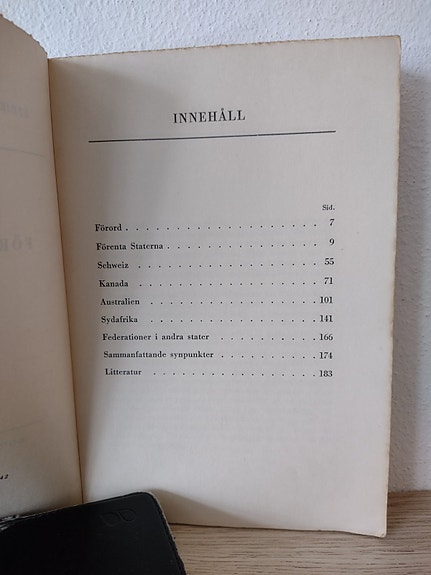 INNEHÅLL
Sid.
Förord . . . . . . . . . . . . . . . . . . 7
Förenta Staterna . . . . . . . . . . . . . . 9
Schweiz . . . . . . . . . . . . . . . . . 55
Kanada . . . . . . . . . . . . . . . . . 71
Australien . . . . . . . . . . . . . . . . 101
Sydafrika . . . . . . . . . . . . . . . . 141
Federationer i andra stater . . . . . . . . . . 166
Sammanfattande synpunkter . . . . . . . . . 174
Litteratur . . . . . . . . . . . . . . . . 183